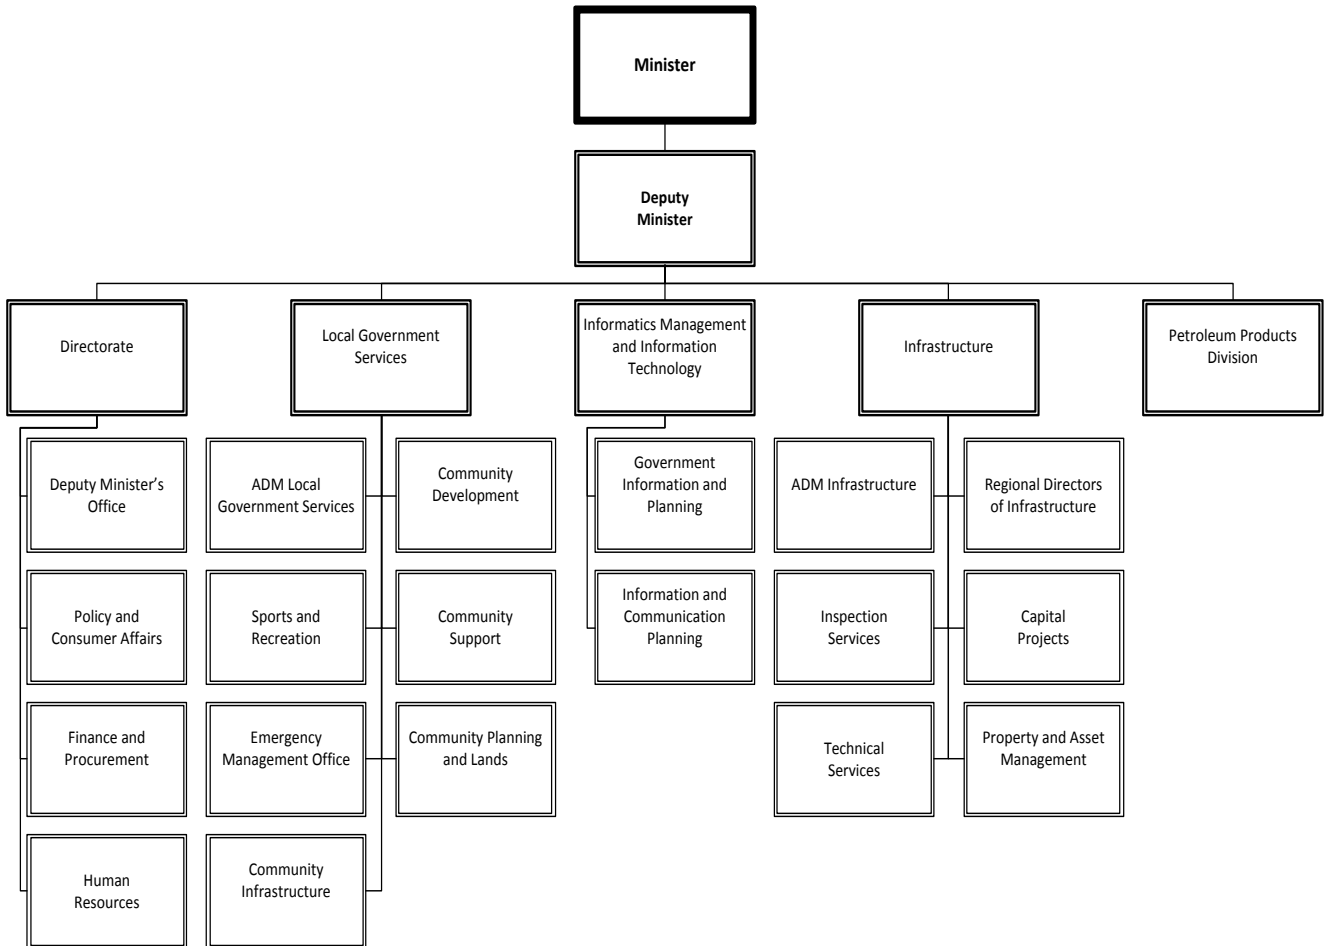 Minister
Deputy
Minister
Directorate
Local Government
Services
Informatics Management
and Information
Technology
Infrastructure
Petroleum Products
Division
Deputy Minister's
Office
ADM Local
Government Services
Community
Development
Government
Information and
Planning
ADM Infrastructure
Regional Directors
of Infrastructure
Policy and
Consumer Affairs
Sports and
Recreation
Community
Support
Information and
Communication
Planning
Inspection
Services
Capital
Projects
Finance and
Procurement
Emergency
Management Office
Community Planning
and Lands
Technical
Services
Property and Asset
Management
Human
Resources
Community
Infrastructure